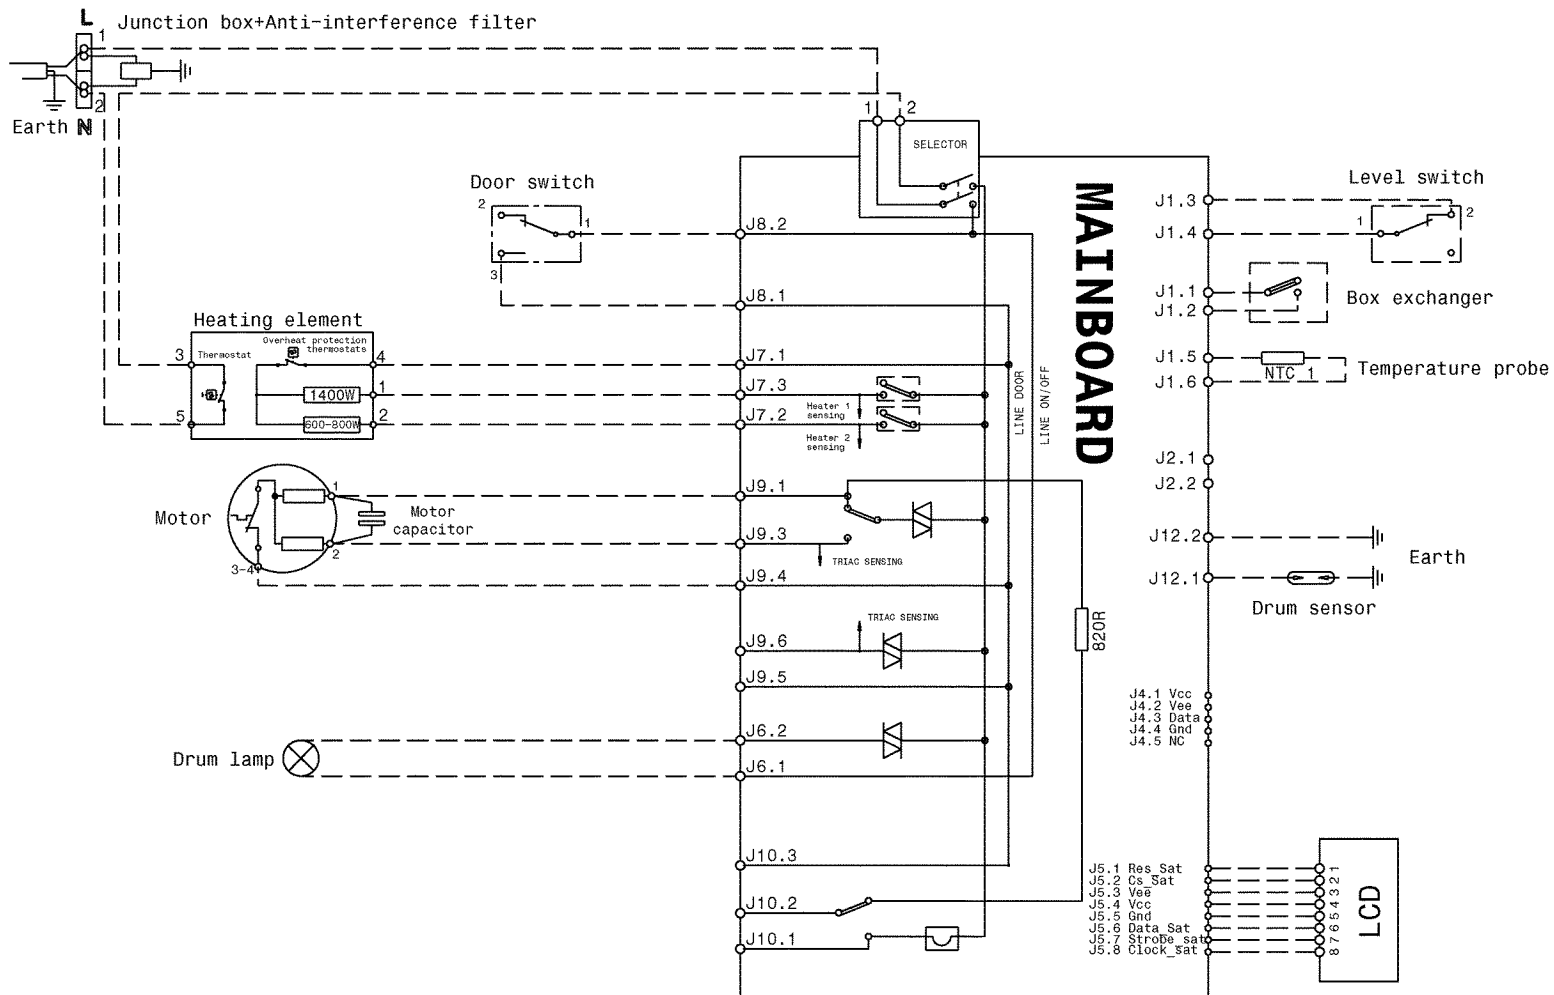 L
Junction box+Anti-interference filter
1
2
Earth N
1 2
SELECTOR
MAINBOARD
Door switch
2
1
3
J8.2
J8.1
Heating element
Overheat protection
thermostats
Thermostat
3
4
1400W
1
5
600-800W
2
J7.1
J7.3
J7.2
Heater 1
sensing
Heater 2
sensing
LINE DOOR
LINE ON/OFF
Motor
1
2
3-4
Motor
capacitor
J9.1
J9.3
TRIAC SENSING
J9.4
820R
TRIAC SENSING
J9.6
J9.5
Drum lamp
J6.2
J6.1
J10.3
J10.2
J10.1
Level switch
J1.3
2
J1.4
1
J1.1
J1.2
Box exchanger
J1.5
J1.6
NTC 1
Temperature probe
J2.1
J2.2
J12.2
Earth
J12.1
Drum sensor
J4.1 Vcc
J4.2 Vee
J4.3 Data
J4.4 Gnd
J4.5 NC
J5.1 Res_Sat
J5.2 Cs_Sat
J5.3 Vee
J5.4 Vcc
J5.5 Gnd
J5.6 Data_Sat
J5.7 Strobe_sat
J5.8 Clock_sat
1
2
3
4
5
6
7
8
LCD